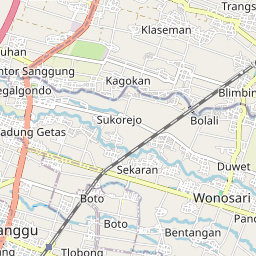 Trangs
Klaseman
uhan
ntor Sanggung
Kagokan
egalgondo
Blimbin
Sukorejo
Bolali
adung Getas
Sekaran
Duwet
Boto
Wonosari
Boto
Pand
anggu
Bentangan
Tlobong